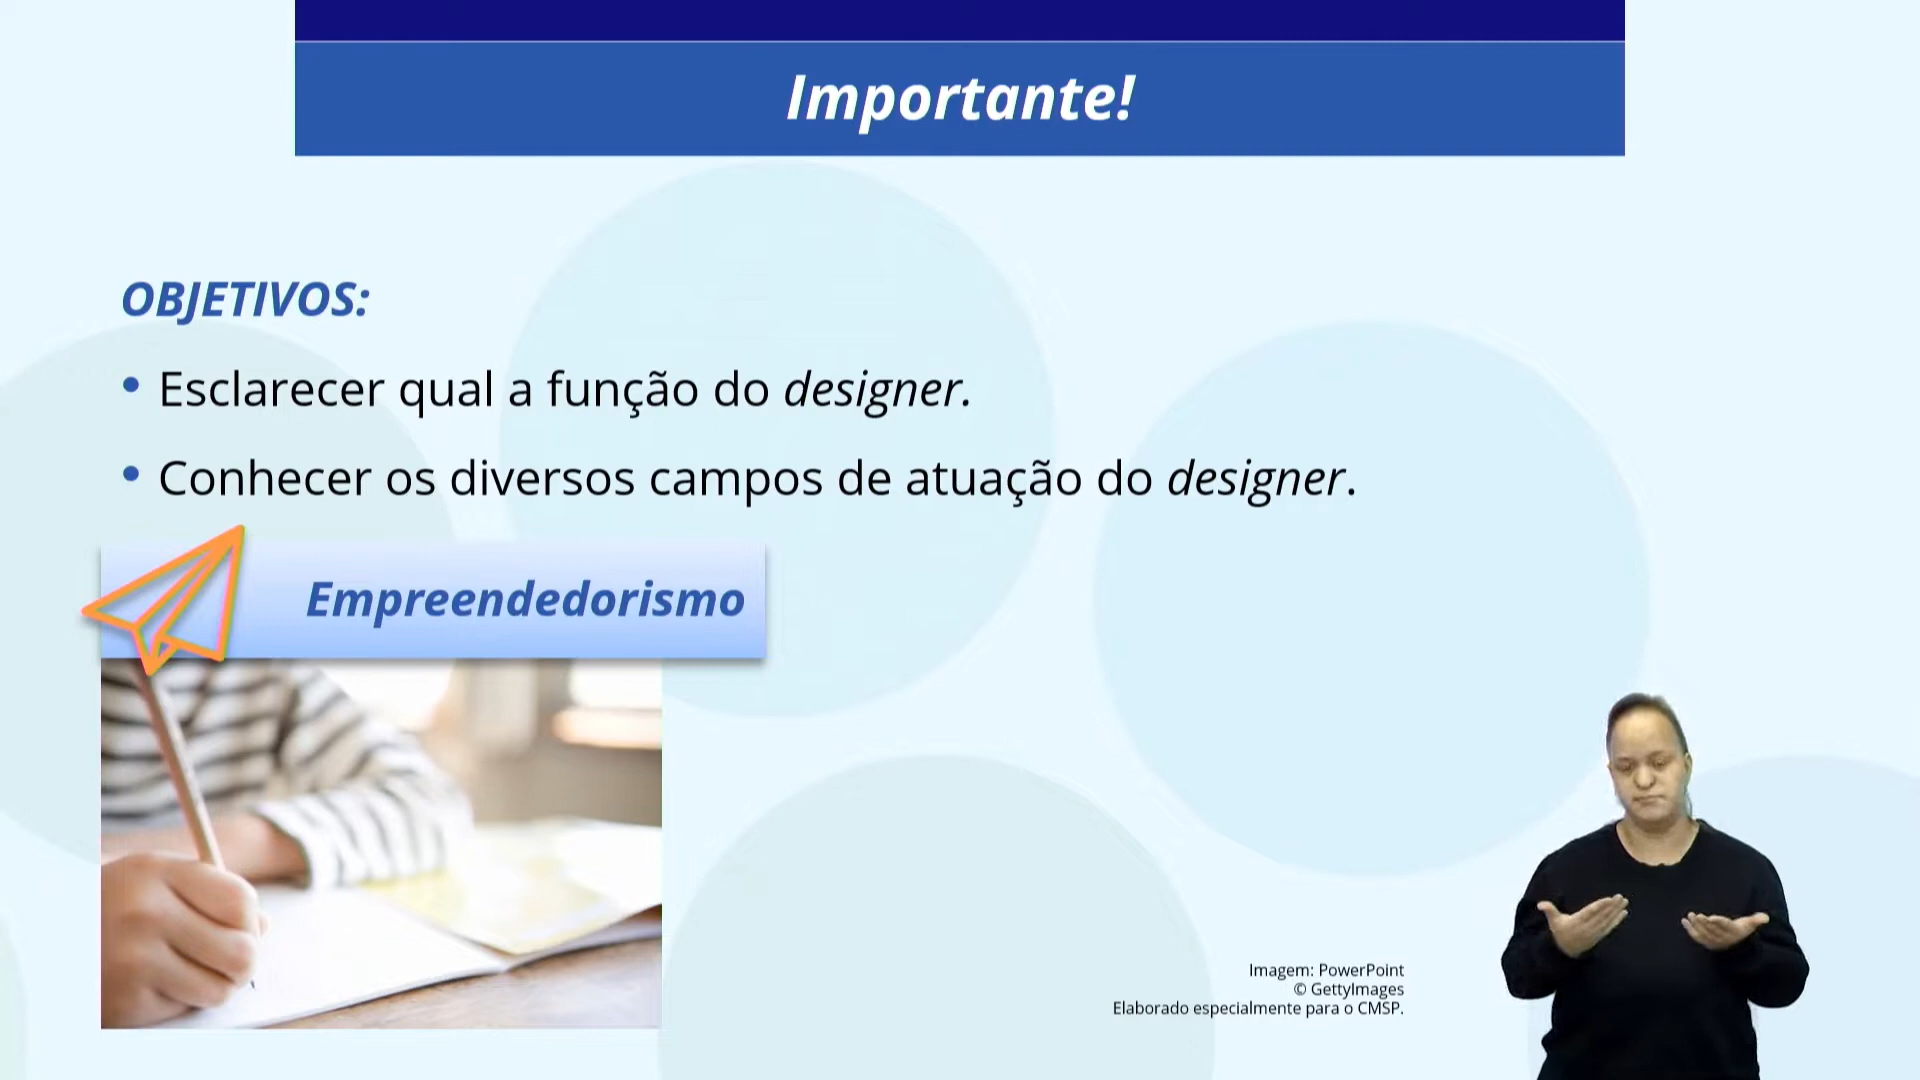 Importante!
OBJETIVOS:
• Esclarecer qual a função do designer.
• Conhecer os diversos campos de atuação do designer.
Empreendedorismo
Imagem: PowerPoint
© GettyImages
Elaborado especialmente para o CMSP.